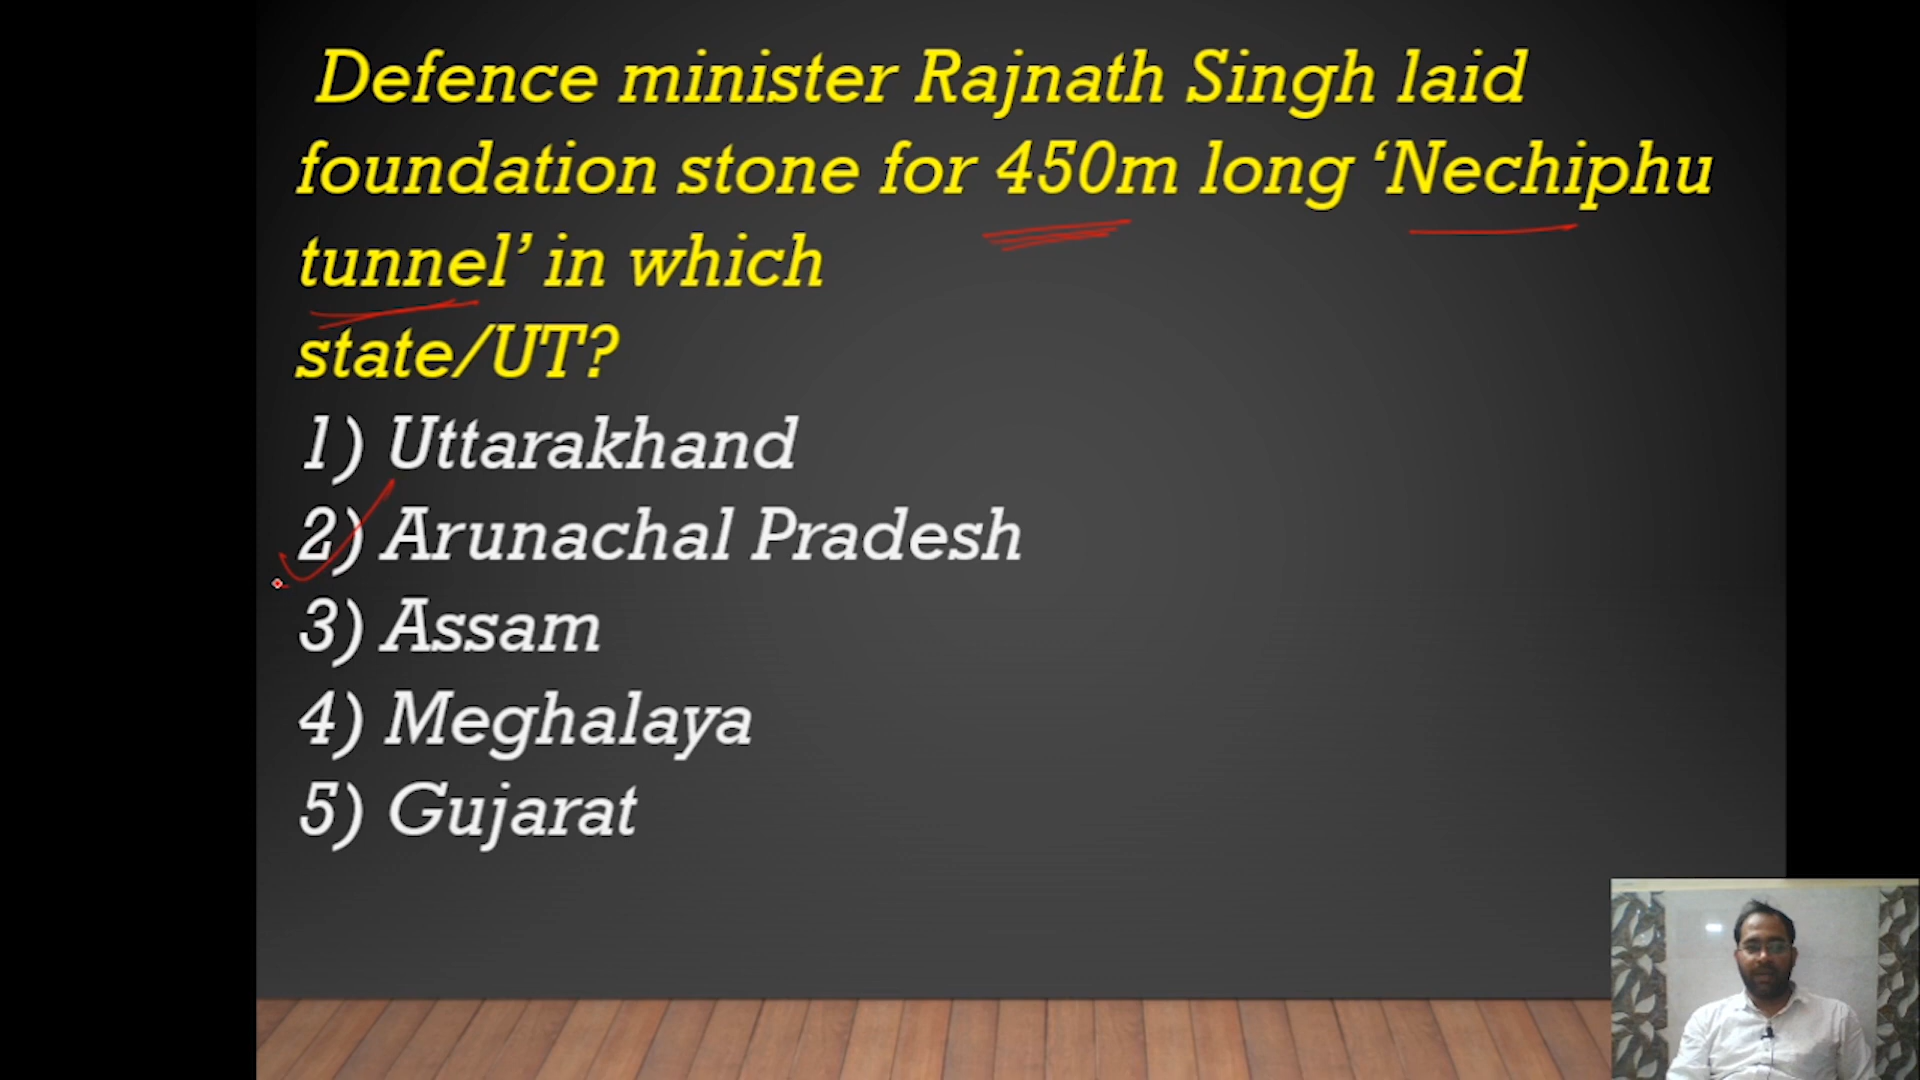 Defence minister Rajnath Singh laid
foundation stone for 450m long ‘Nechiphu
tunnel’ in which
state/UT?
1) Uttarakhand
2) Arunachal Pradesh
3) Assam
4) Meghalaya
5) Gujarat